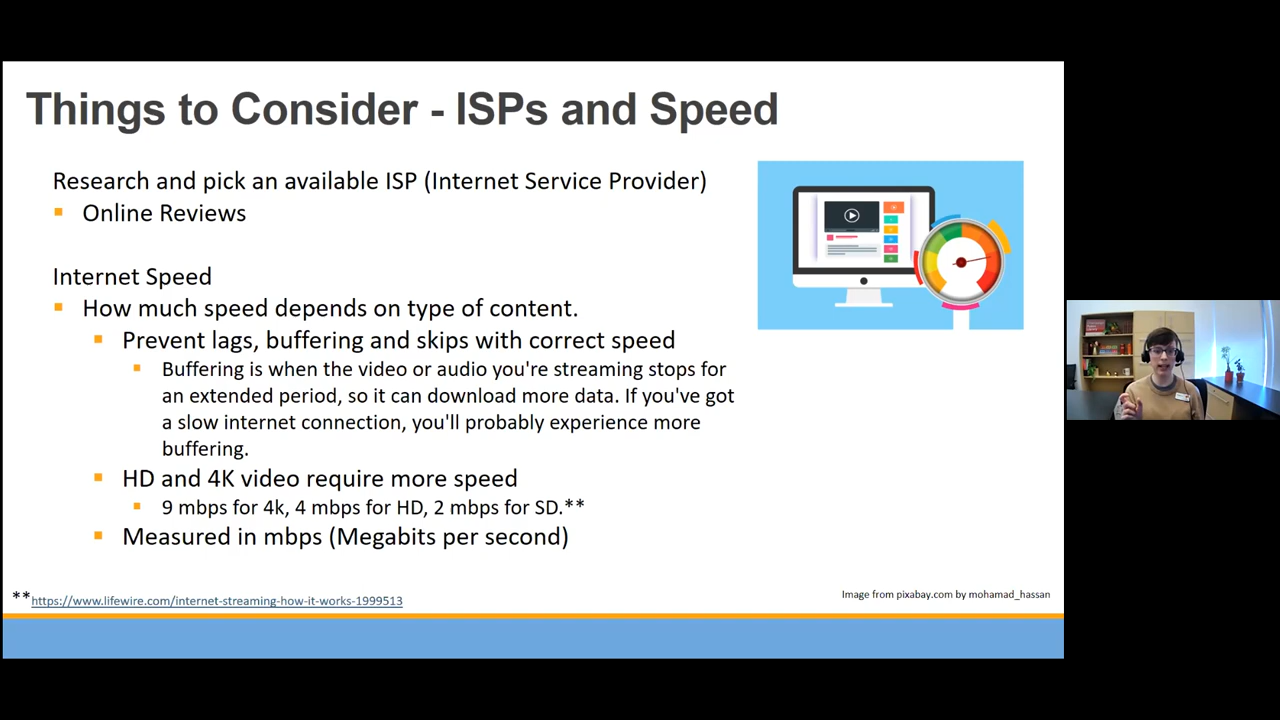 Things to Consider - ISPs and Speed
Research and pick an available ISP (Internet Service Provider)
Online Reviews
Internet Speed
How much speed depends on type of content.
Prevent lags, buffering and skips with correct speed
Buffering is when the video or audio you're streaming stops for
an extended period, so it can download more data. If you've got
a slow internet connection, you'll probably experience more
buffering.
HD and 4K video require more speed
9 mbps for 4k, 4 mbps for HD, 2 mbps for SD.**
Measured in mbps (Megabits per second)
**https://www.lifewire.com/internet-streaming-how-it-works-1999513
Image from pixabay.com by mohamad_hassan